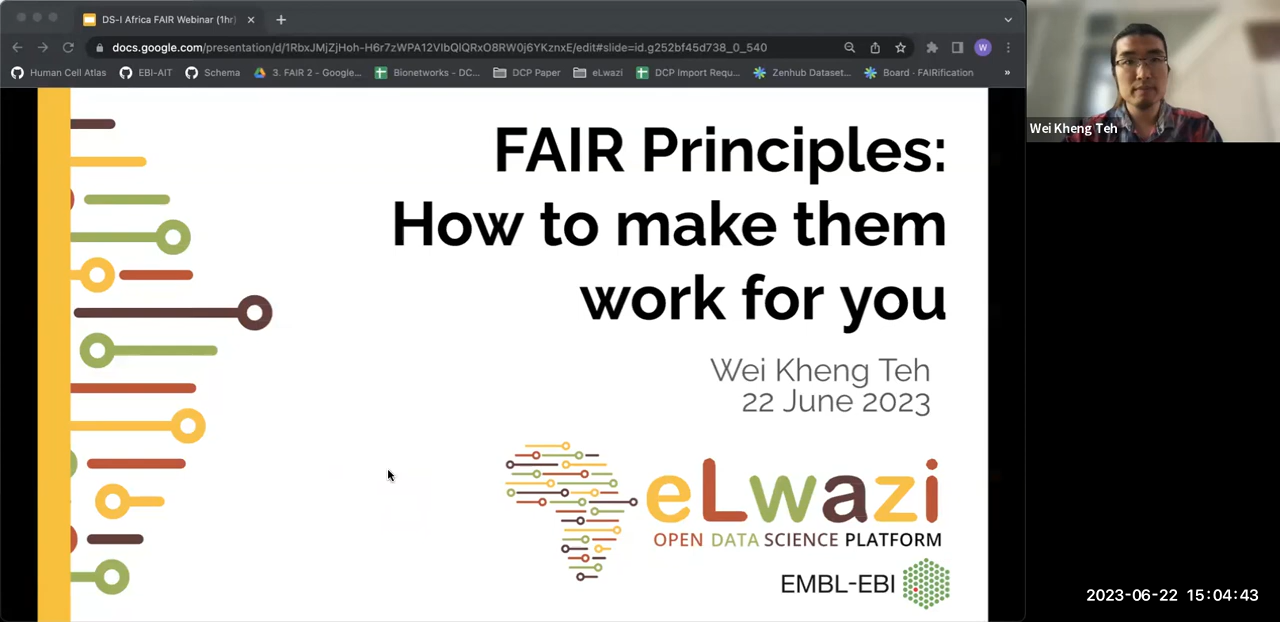 DS-I Africa FAIR Webinar (1hr)
docs.google.com/presentation/d/1RbxJMjZjHoh-H6r7zWPA12VIbQIQRxO8RW0j6YKznxE/edit#slide=id.g252bf45d738_0_540
W
Human Cell Atlas
EBI-AIT
Schema
3. FAIR 2 - Google...
Bionetworks - DC...
DCP Paper
eLwazi
DCP Import Requ...
Zenhub Dataset...
Board · FAIRification
»
FAIR Principles:
How to make them
work for you
Wei Kheng Teh
22 June 2023
eLwazi
OPEN DATA SCIENCE PLATFORM
EMBL-EBI
Wei Kheng Teh
2023-06-22 15:04:43